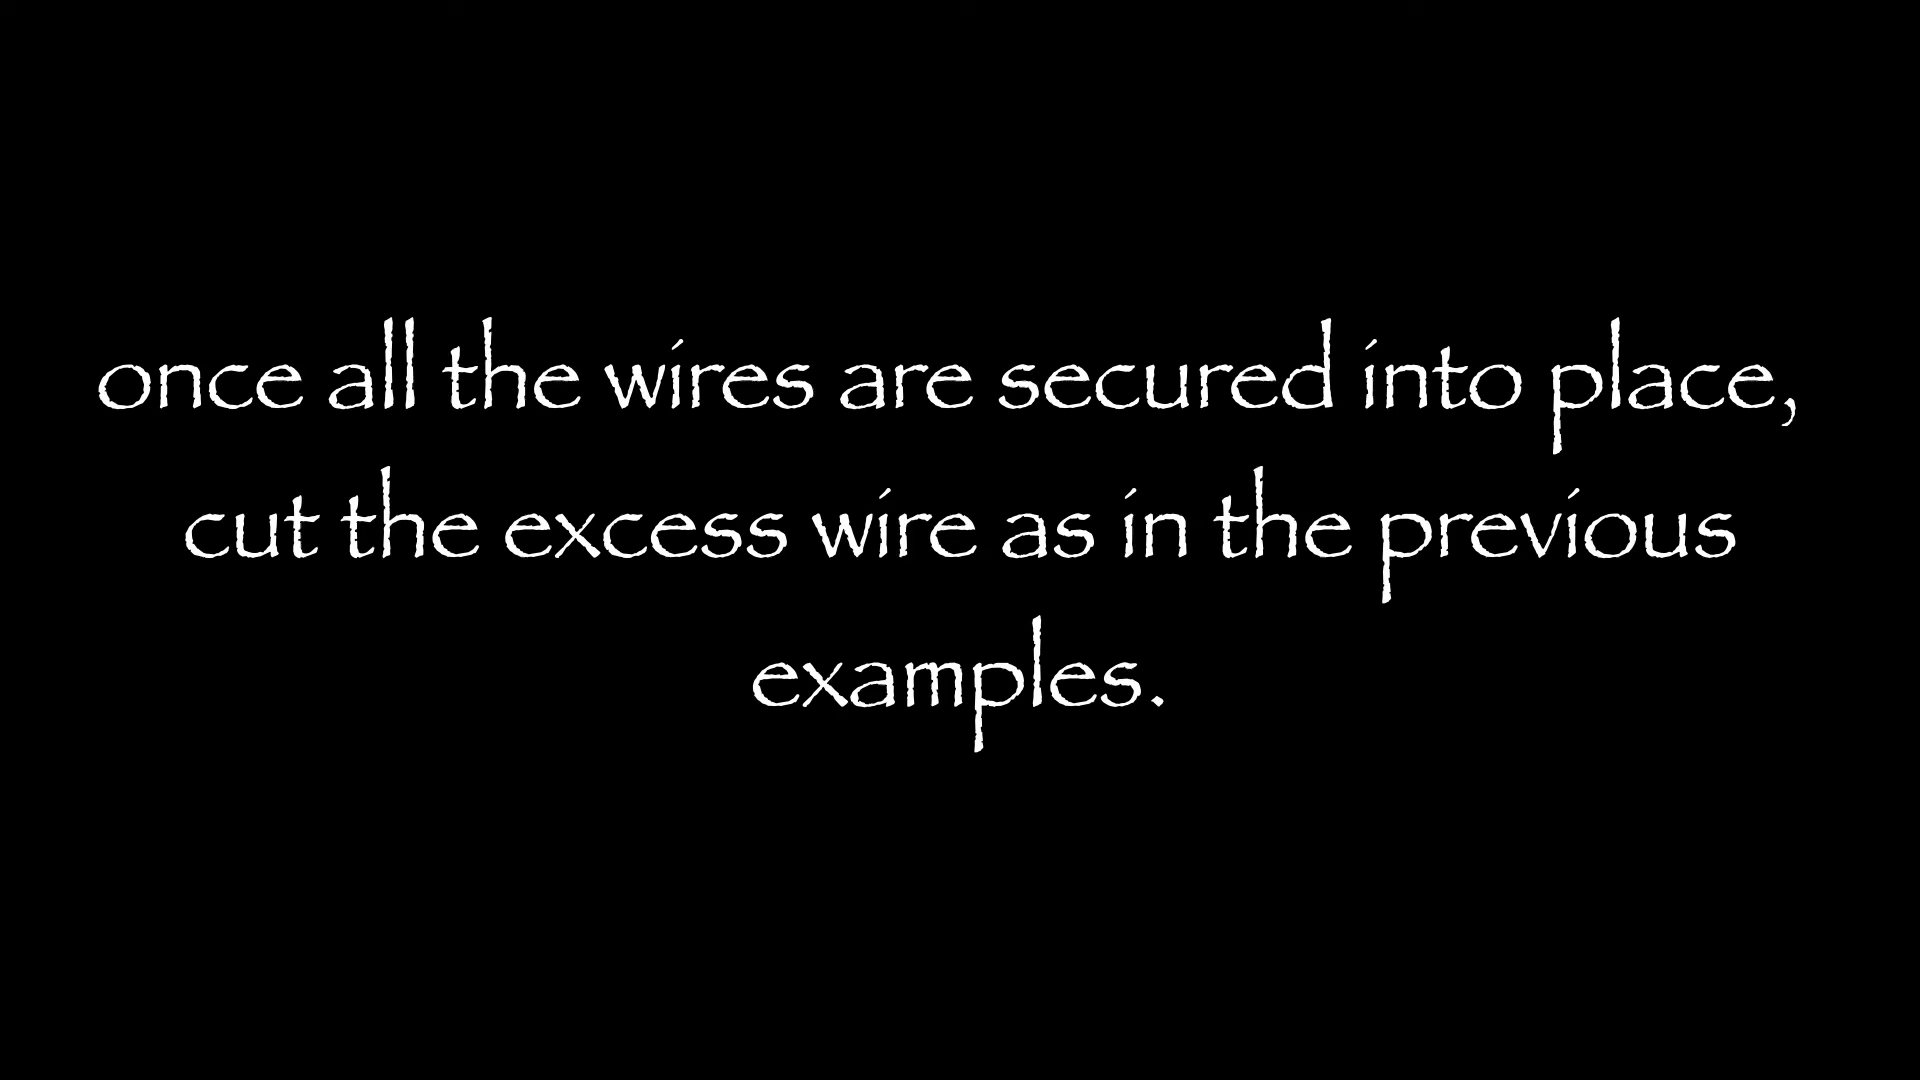 once all the wires are secured into place,
cut the excess wire as in the previous
examples.